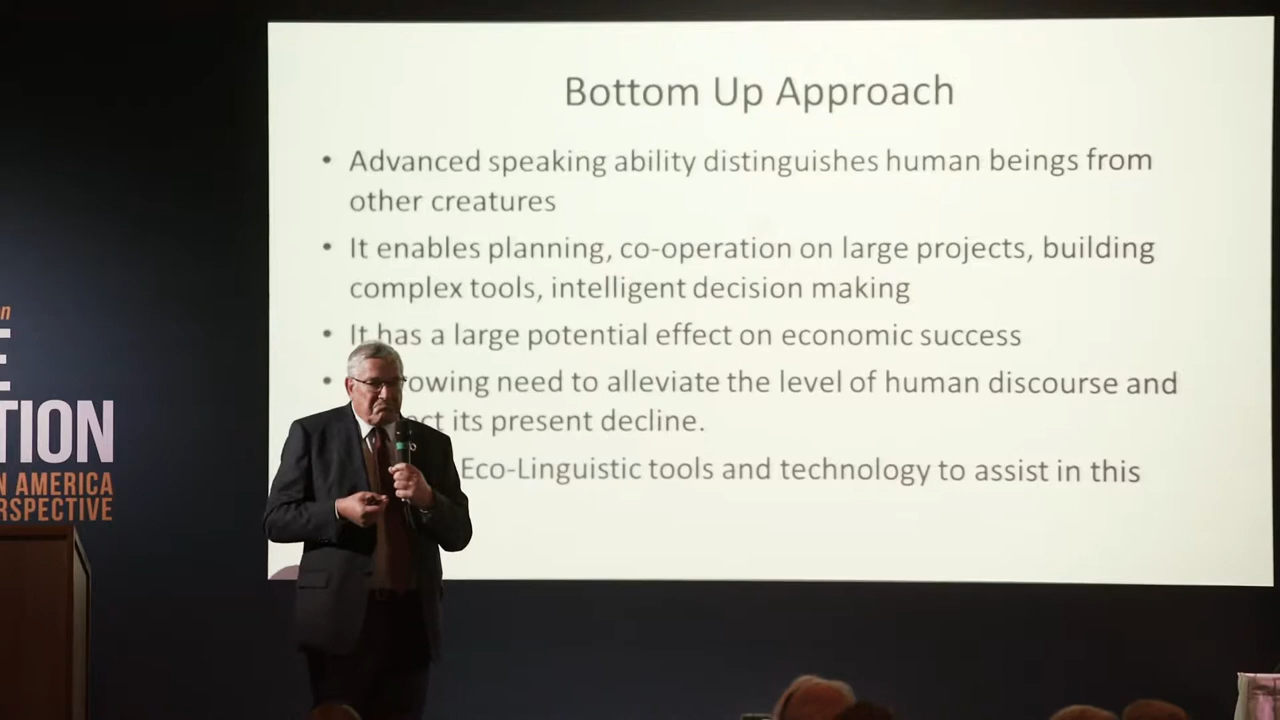 Bottom Up Approach
• Advanced speaking ability distinguishes human beings from
other creatures
• It enables planning, co-operation on large projects, building
complex tools, intelligent decision making
• It has a large potential effect on economic success
• owing need to alleviate the level of human discourse and
ct its present decline.
Eco-Linguistic tools and technology to assist in this
n
E
TION
N AMERICA
RSPECTIVE